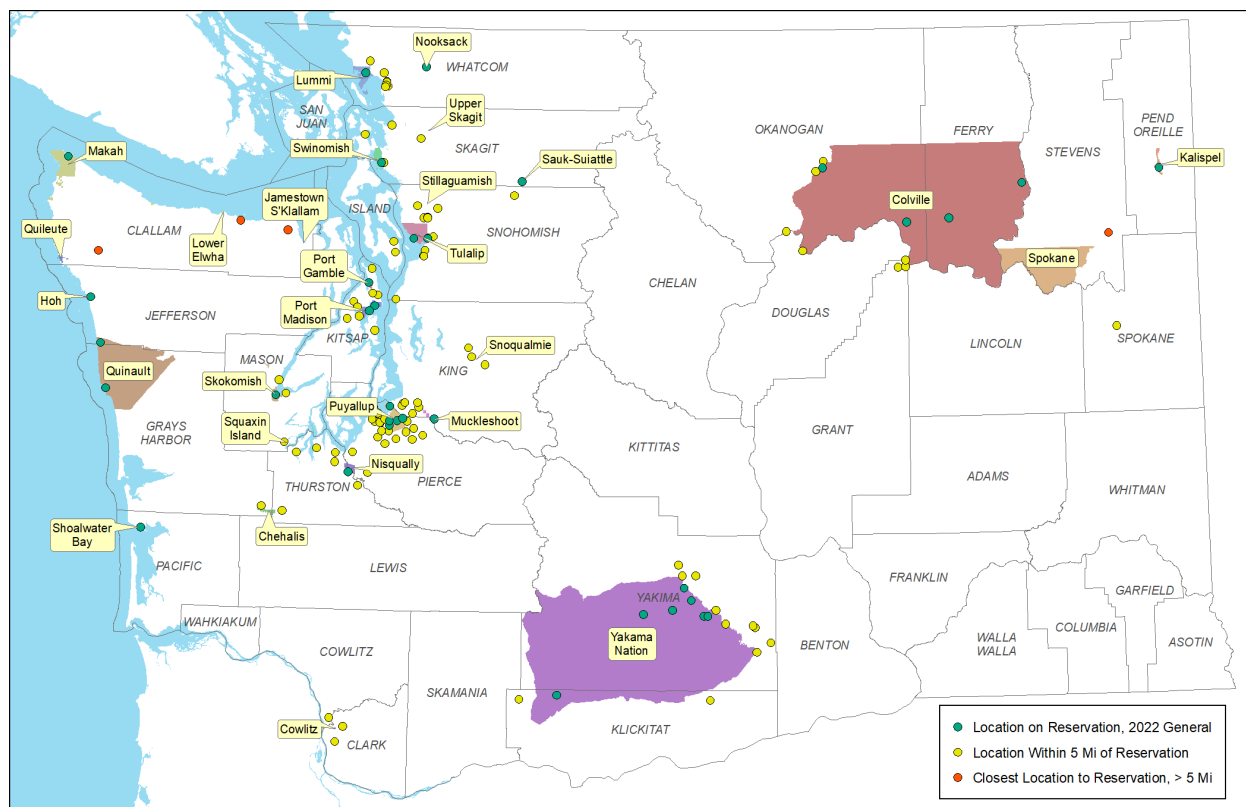 Nooksack
WHATCOM
Lummi
SAN
JUAN
Upper
Skagit
SKAGIT
OKANOGAN
FERRY
STEVENS
PEND
OREILLE
Makah
Swinomish
Sauk-Suiattle
Kalispel
Stillaguamish
Jamestown
S'Klallam
ISLAND
Colville
Quileute
CLALLAM
Lower
Elwha
SNOHOMISH
Tulalip
Port
Gamble
Spokane
CHELAN
Hoh
JEFFERSON
Port
Madison
KITSAP
DOUGLAS
LINCOLN
SPOKANE
Quinault
MASON
Skokomish
Snoqualmie
KING
Puyallup
Muckleshoot
Squaxin
Island
GRAYS
HARBOR
KITTITAS
GRANT
Nisqually
THURSTON
PIERCE
ADAMS
WHITMAN
Shoalwater
Bay
Chehalis
PACIFIC
LEWIS
FRANKLIN
GARFIELD
YAKIMA
WAHKIAKUM
COWLITZ
Yakama
Nation
BENTON
WALLA
WALLA
COLUMBIA
ASOTIN
SKAMANIA
Cowlitz
CLARK
KLICKITAT
Location on Reservation, 2022 General
Location Within 5 Mi of Reservation
Closest Location to Reservation, > 5 Mi